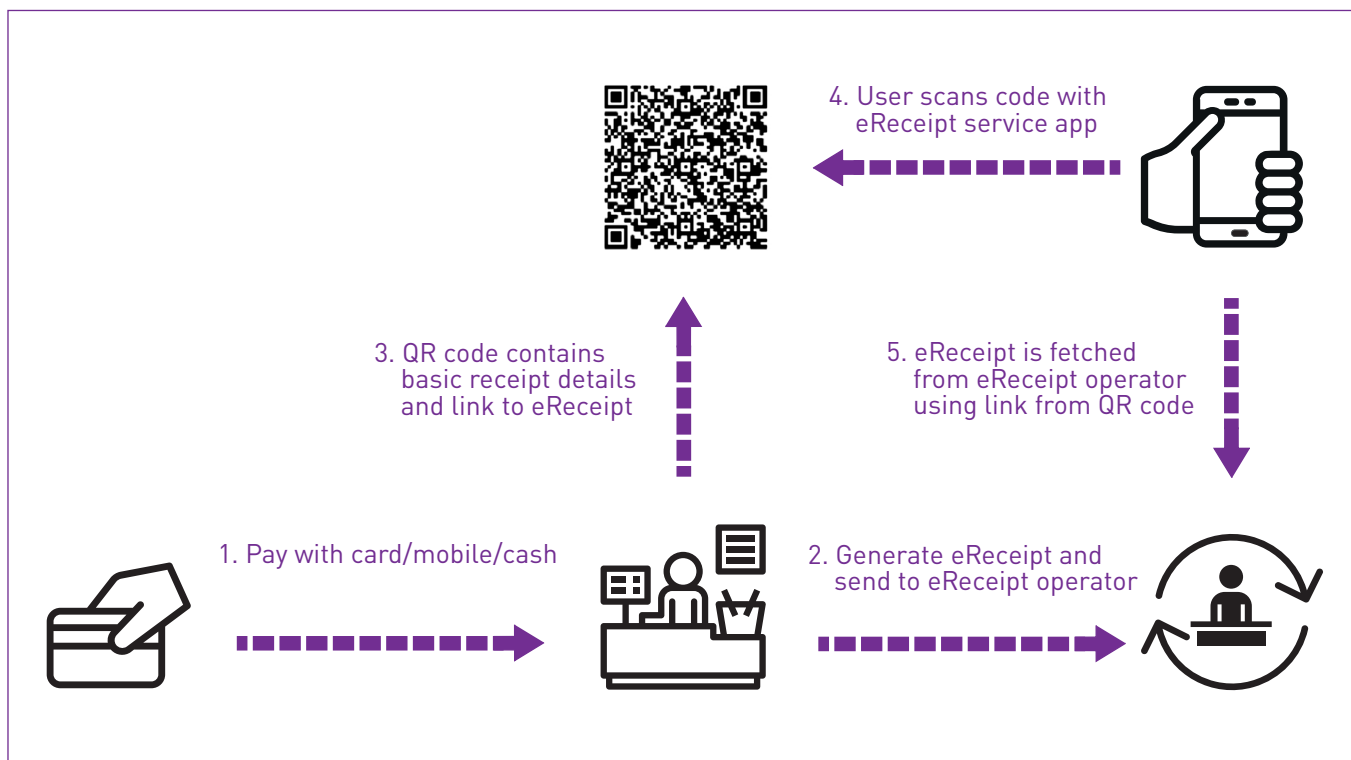 4. User scans code with
eReceipt service app
3. QR code contains
basic receipt details
and link to eReceipt
5. eReceipt is fetched
from eReceipt operator
using link from QR code
1. Pay with card/mobile/cash
2. Generate eReceipt and
send to eReceipt operator